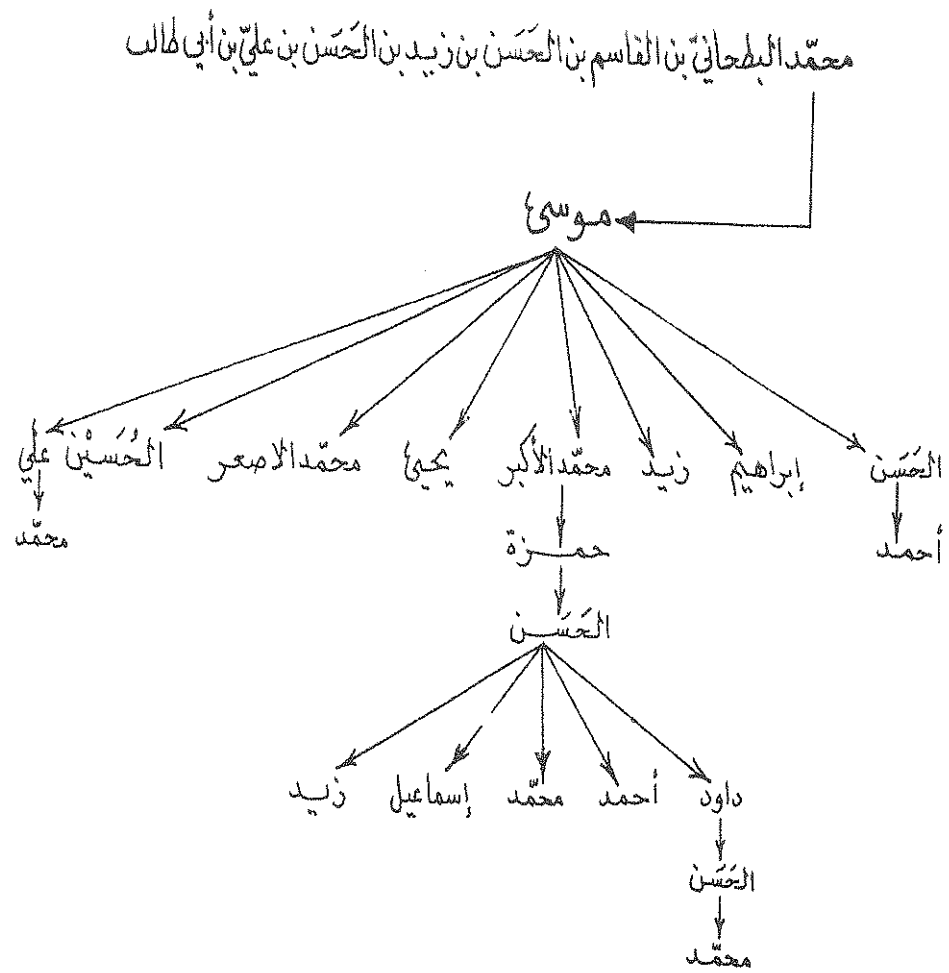 محمّد البطحانيّ بن القاسم بن الحَسَن بن زيد بن الحَسَن بن عليّ بن أبي طالب
موسىٰ
الحَسَن إبراهيم زيد محمّد الأكبر يحيىٰ محمّد الاصعر الحُسَيْن علي
أحمد حمزة محمّد
الحَسَن
داود أحمد محمّد إسماعيل زيد
الحَسَن
محمّد